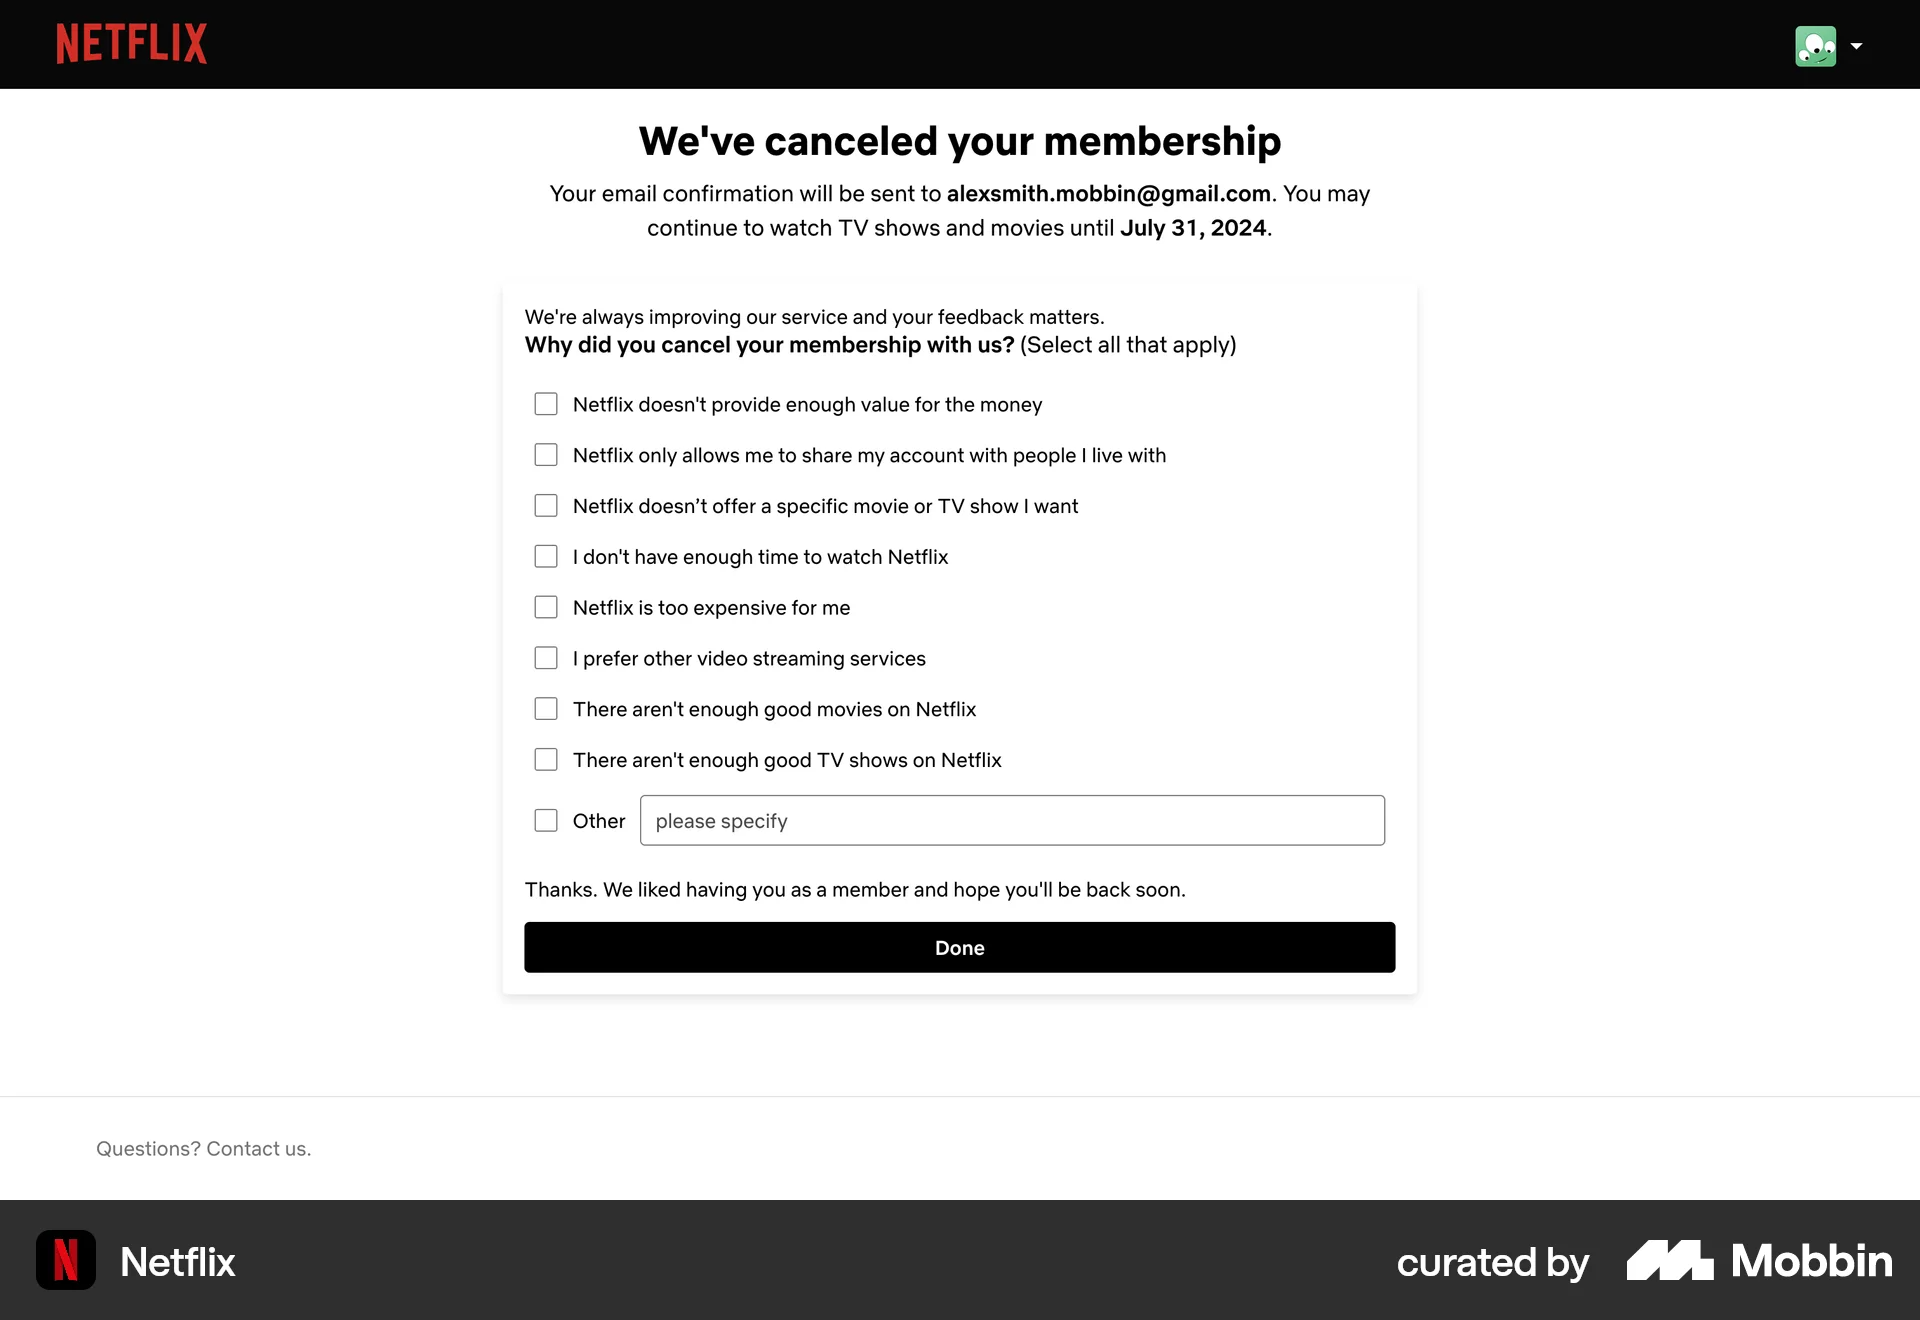 NETFLIX
We've canceled your membership
Your email confirmation will be sent to alexsmith.mobbin@gmail.com. You may
continue to watch TV shows and movies until July 31, 2024.
We're always improving our service and your feedback matters.
Why did you cancel your membership with us? (Select all that apply)
Netflix doesn't provide enough value for the money
Netflix only allows me to share my account with people I live with
Netflix doesn’t offer a specific movie or TV show I want
I don't have enough time to watch Netflix
Netflix is too expensive for me
I prefer other video streaming services
There aren't enough good movies on Netflix
There aren't enough good TV shows on Netflix
Other please specify
Thanks. We liked having you as a member and hope you'll be back soon.
Done
Questions? Contact us.
N Netflix curated by Mobbin